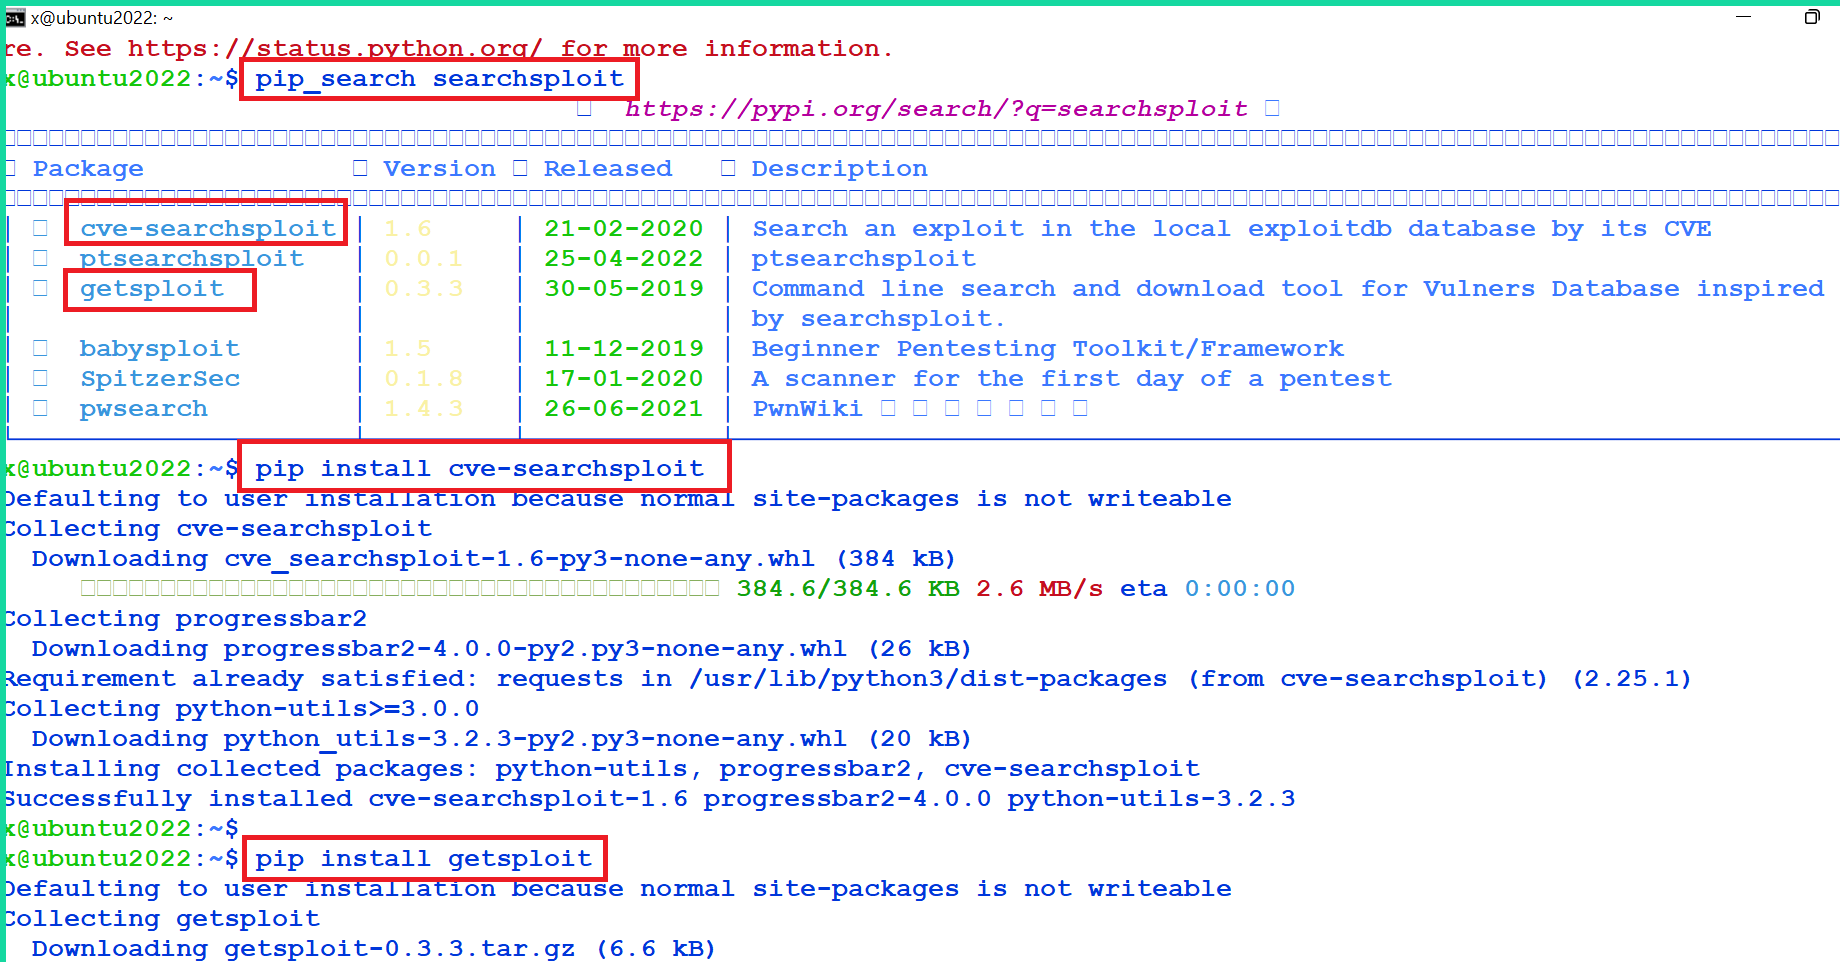 x@ubuntu2022: ~
re. See https://status.python.org/ for more information.
x@ubuntu2022:~$ pip_search searchsploit
https://pypi.org/search/?q=searchsploit
Package Version Released Description
cve-searchsploit | 1.6 | 21-02-2020 | Search an exploit in the local exploitdb database by its CVE
ptsearchsploit | 0.0.1 | 25-04-2022 | ptsearchsploit
getsploit | 0.3.3 | 30-05-2019 | Command line search and download tool for Vulners Database inspired
by searchsploit.
babysploit | 1.5 | 11-12-2019 | Beginner Pentesting Toolkit/Framework
SpitzerSec | 0.1.8 | 17-01-2020 | A scanner for the first day of a pentest
pwsearch | 1.4.3 | 26-06-2021 | PwnWiki
x@ubuntu2022:~$ pip install cve-searchsploit
Defaulting to user installation because normal site-packages is not writeable
Collecting cve-searchsploit
Downloading cve_searchsploit-1.6-py3-none-any.whl (384 kB)
384.6/384.6 KB 2.6 MB/s eta 0:00:00
Collecting progressbar2
Downloading progressbar2-4.0.0-py2.py3-none-any.whl (26 kB)
Requirement already satisfied: requests in /usr/lib/python3/dist-packages (from cve-searchsploit) (2.25.1)
Collecting python-utils>=3.0.0
Downloading python_utils-3.2.3-py2.py3-none-any.whl (20 kB)
Installing collected packages: python-utils, progressbar2, cve-searchsploit
Successfully installed cve-searchsploit-1.6 progressbar2-4.0.0 python-utils-3.2.3
x@ubuntu2022:~$
x@ubuntu2022:~$ pip install getsploit
Defaulting to user installation because normal site-packages is not writeable
Collecting getsploit
Downloading getsploit-0.3.3.tar.gz (6.6 kB)